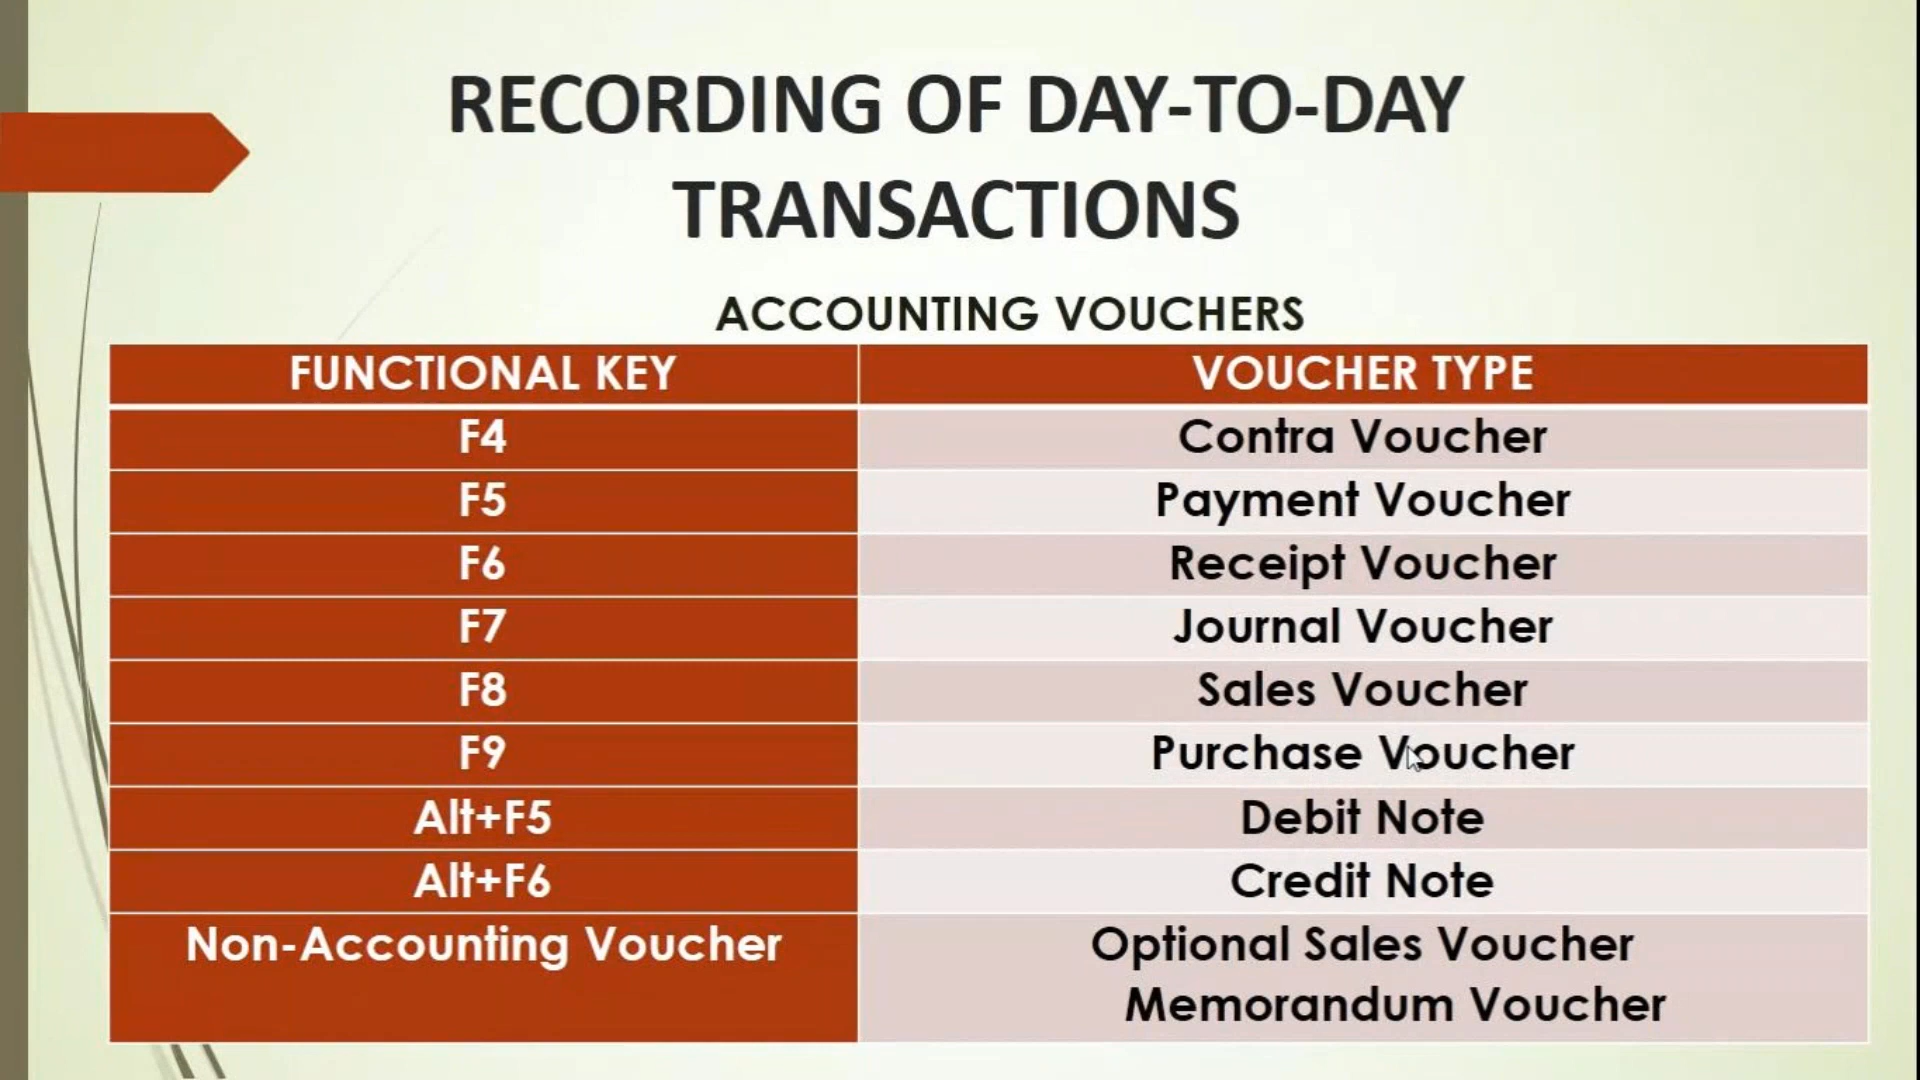 RECORDING OF DAY-TO-DAY
TRANSACTIONS
ACCOUNTING VOUCHERS
FUNCTIONAL KEY VOUCHER TYPE
F4 Contra Voucher
F5 Payment Voucher
F6 Receipt Voucher
F7 Journal Voucher
F8 Sales Voucher
F9 Purchase Voucher
Alt+F5 Debit Note
Alt+F6 Credit Note
Non-Accounting Voucher Optional Sales Voucher
Memorandum Voucher